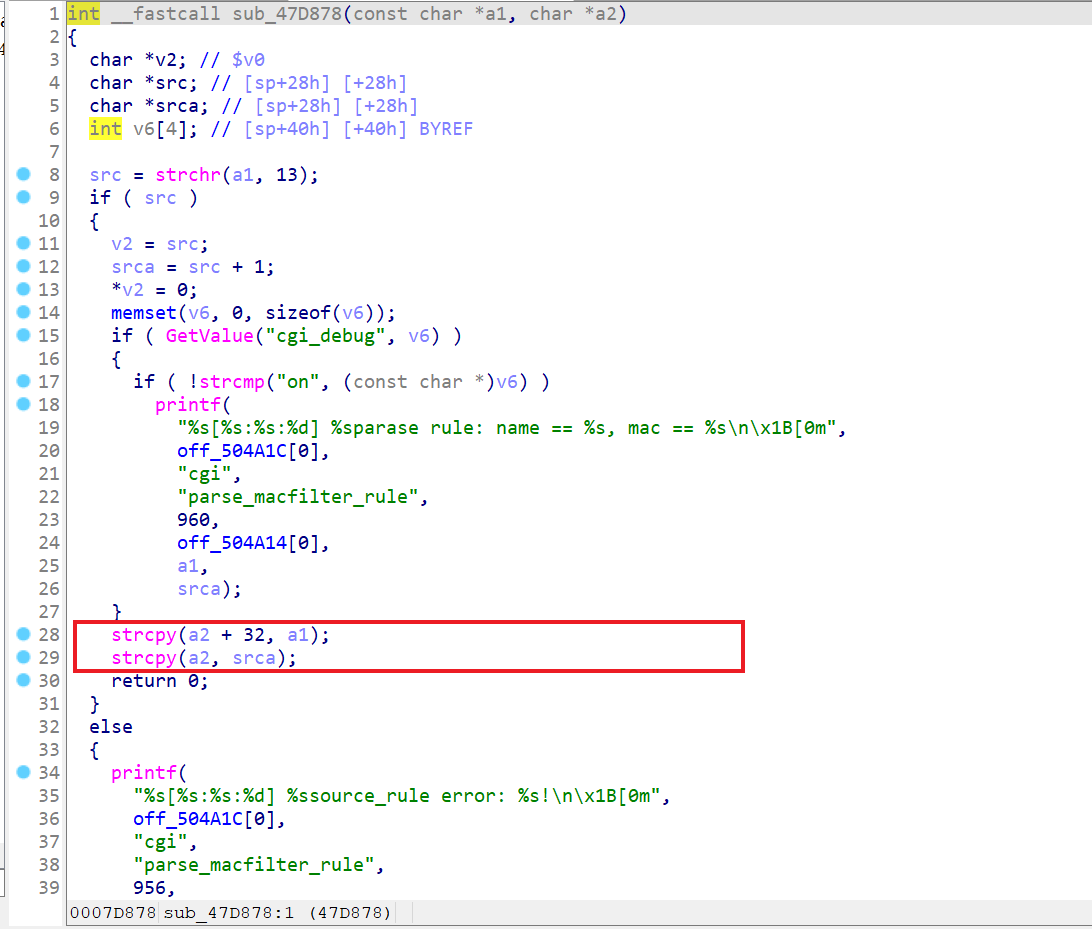 1 int __fastcall sub_47D878(const char *a1, char *a2)
2 {
3 char *v2; // $v0
4 char *src; // [sp+28h] [+28h]
5 char *srca; // [sp+28h] [+28h]
6 int v6[4]; // [sp+40h] [+40h] BYREF
7
8 src = strchr(a1, 13);
9 if ( src )
10 {
11 v2 = src;
12 srca = src + 1;
13 *v2 = 0;
14 memset(v6, 0, sizeof(v6));
15 if ( GetValue("cgi_debug", v6) )
16 {
17 if ( !strcmp("on", (const char *)v6) )
18 printf(
19 "%s[%s:%s:%d] %sparase rule: name == %s, mac == %s\n\x1B[0m",
20 off_504A1C[0],
21 "cgi",
22 "parse_macfilter_rule",
23 960,
24 off_504A14[0],
25 a1,
26 srca);
27 }
28 strcpy(a2 + 32, a1);
29 strcpy(a2, srca);
30 return 0;
31 }
32 else
33 {
34 printf(
35 "%s[%s:%s:%d] %ssource_rule error: %s!\n\x1B[0m",
36 off_504A1C[0],
37 "cgi",
38 "parse_macfilter_rule",
39 956,
0007D878 sub_47D878:1 (47D878)